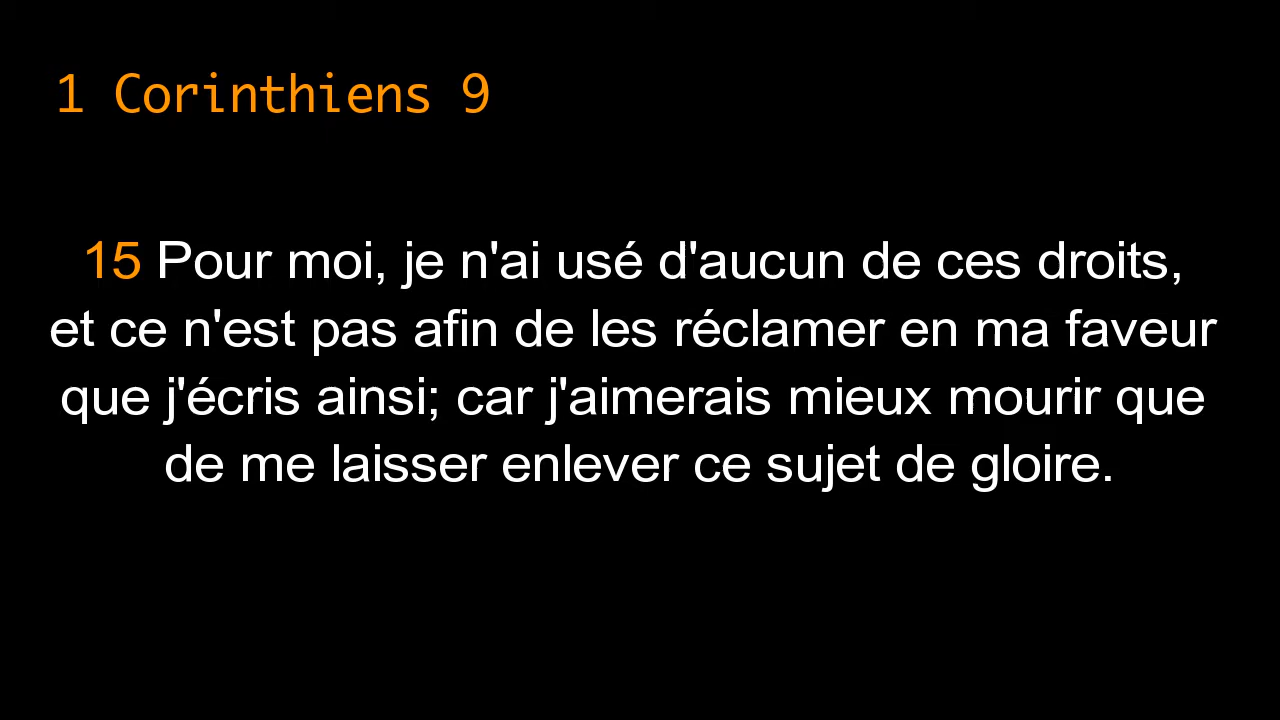 1 Corinthiens 9
15 Pour moi, je n'ai usé d'aucun de ces droits,
et ce n'est pas afin de les réclamer en ma faveur
que j'écris ainsi; car j'aimerais mieux mourir que
de me laisser enlever ce sujet de gloire.